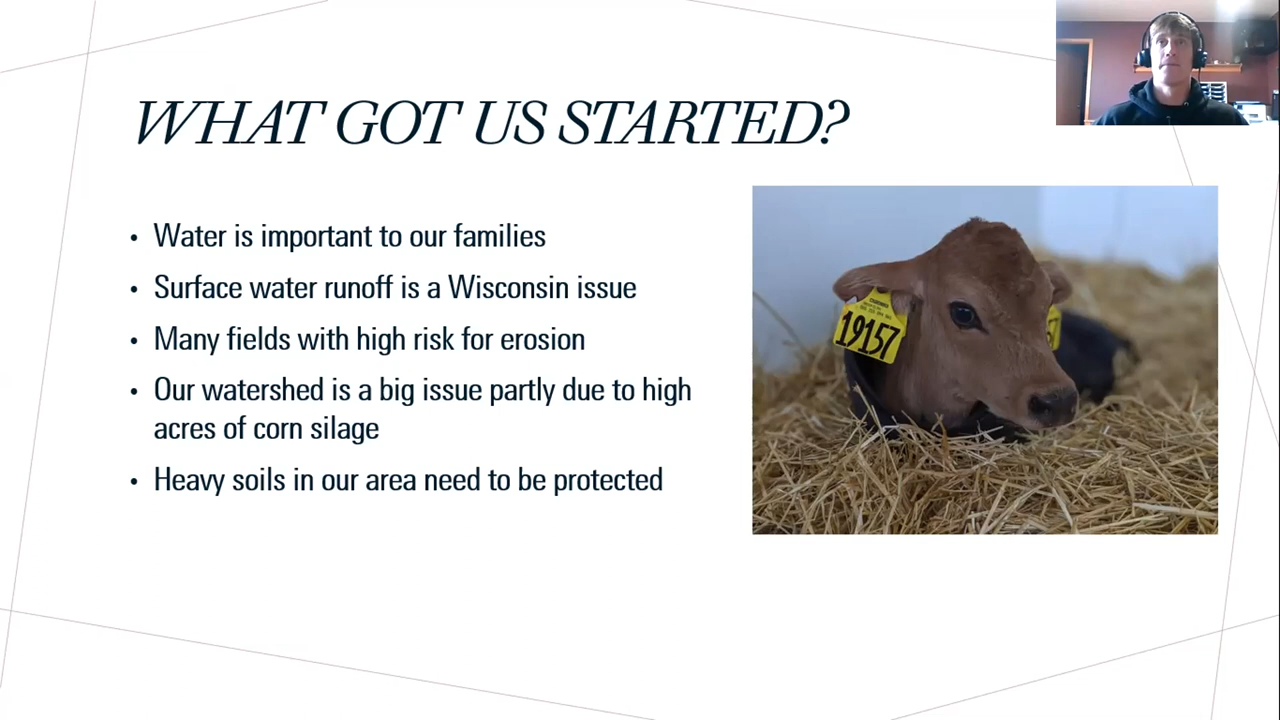 WHAT GOT US STARTED?
• Water is important to our families
• Surface water runoff is a Wisconsin issue
• Many fields with high risk for erosion
• Our watershed is a big issue partly due to high
acres of corn silage
• Heavy soils in our area need to be protected
19157